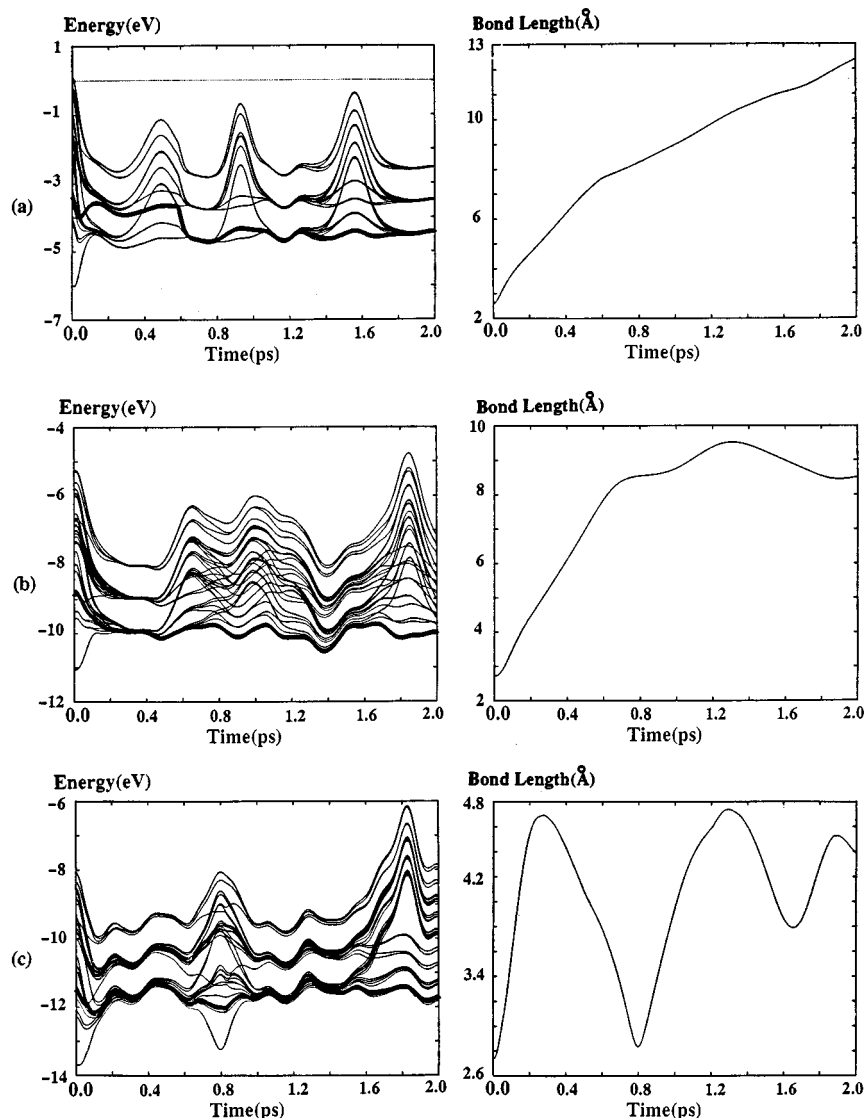 Energy(eV)
1
-1
-3
-5
-7
(a)
0.0 0.4 0.8 1.2 1.6 2.0
Time(ps)
Bond Length(Å)
13
10
6
2
0.0 0.4 0.8 1.2 1.6 2.0
Time(ps)
Energy(eV)
-4
-6
-8
-10
-12
(b)
0.0 0.4 0.8 1.2 1.6 2.0
Time(ps)
Bond Length(Å)
10
8
6
4
2
0.0 0.4 0.8 1.2 1.6 2.0
Time(ps)
Energy(eV)
-6
-8
-10
-12
-14
(c)
0.0 0.4 0.8 1.2 1.6 2.0
Time(ps)
Bond Length(Å)
4.8
4.2
3.4
2.6
0.0 0.4 0.8 1.2 1.6 2.0
Time(ps)